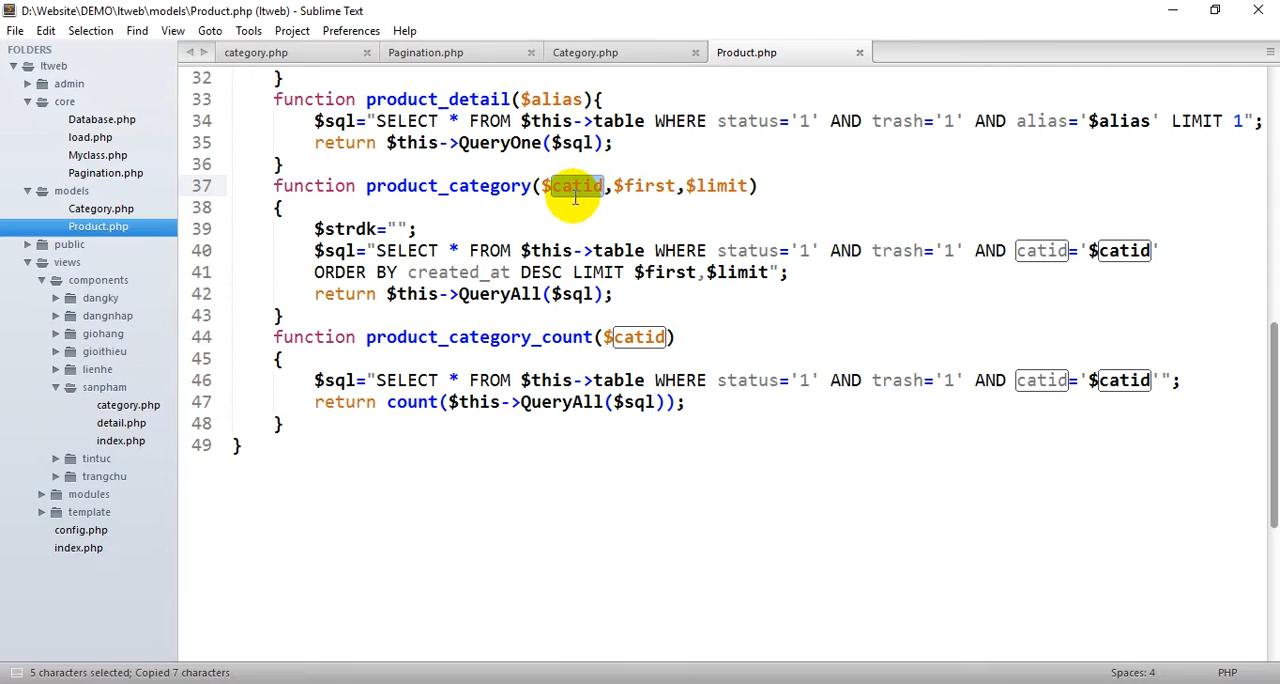 D:\Website\DEMO\ltweb\models\Product.php (ltweb) - Sublime Text
File Edit Selection Find View Goto Tools Project Preferences Help
FOLDERS
ltweb
admin
core
Database.php
load.php
Myclass.php
Pagination.php
models
Category.php
Product.php
public
views
components
dangky
dangnhap
giohang
gioithieu
lienhe
sanpham
category.php
detail.php
index.php
tintuc
trangchu
modules
template
config.php
index.php
category.php Pagination.php Category.php Product.php
32 }
33 function product_detail($alias){
34 $sql="SELECT * FROM $this->table WHERE status='1' AND trash='1' AND alias='$alias' LIMIT 1";
35 return $this->QueryOne($sql);
36 }
37 function product_category($catid,$first,$limit)
38 {
39 $strdk="";
40 $sql="SELECT * FROM $this->table WHERE status='1' AND trash='1' AND catid='$catid'
41 ORDER BY created_at DESC LIMIT $first,$limit";
42 return $this->QueryAll($sql);
43 }
44 function product_category_count($catid)
45 {
46 $sql="SELECT * FROM $this->table WHERE status='1' AND trash='1' AND catid='$catid'";
47 return count($this->QueryAll($sql));
48 }
49 }
5 characters selected; Copied 7 characters Spaces: 4 PHP